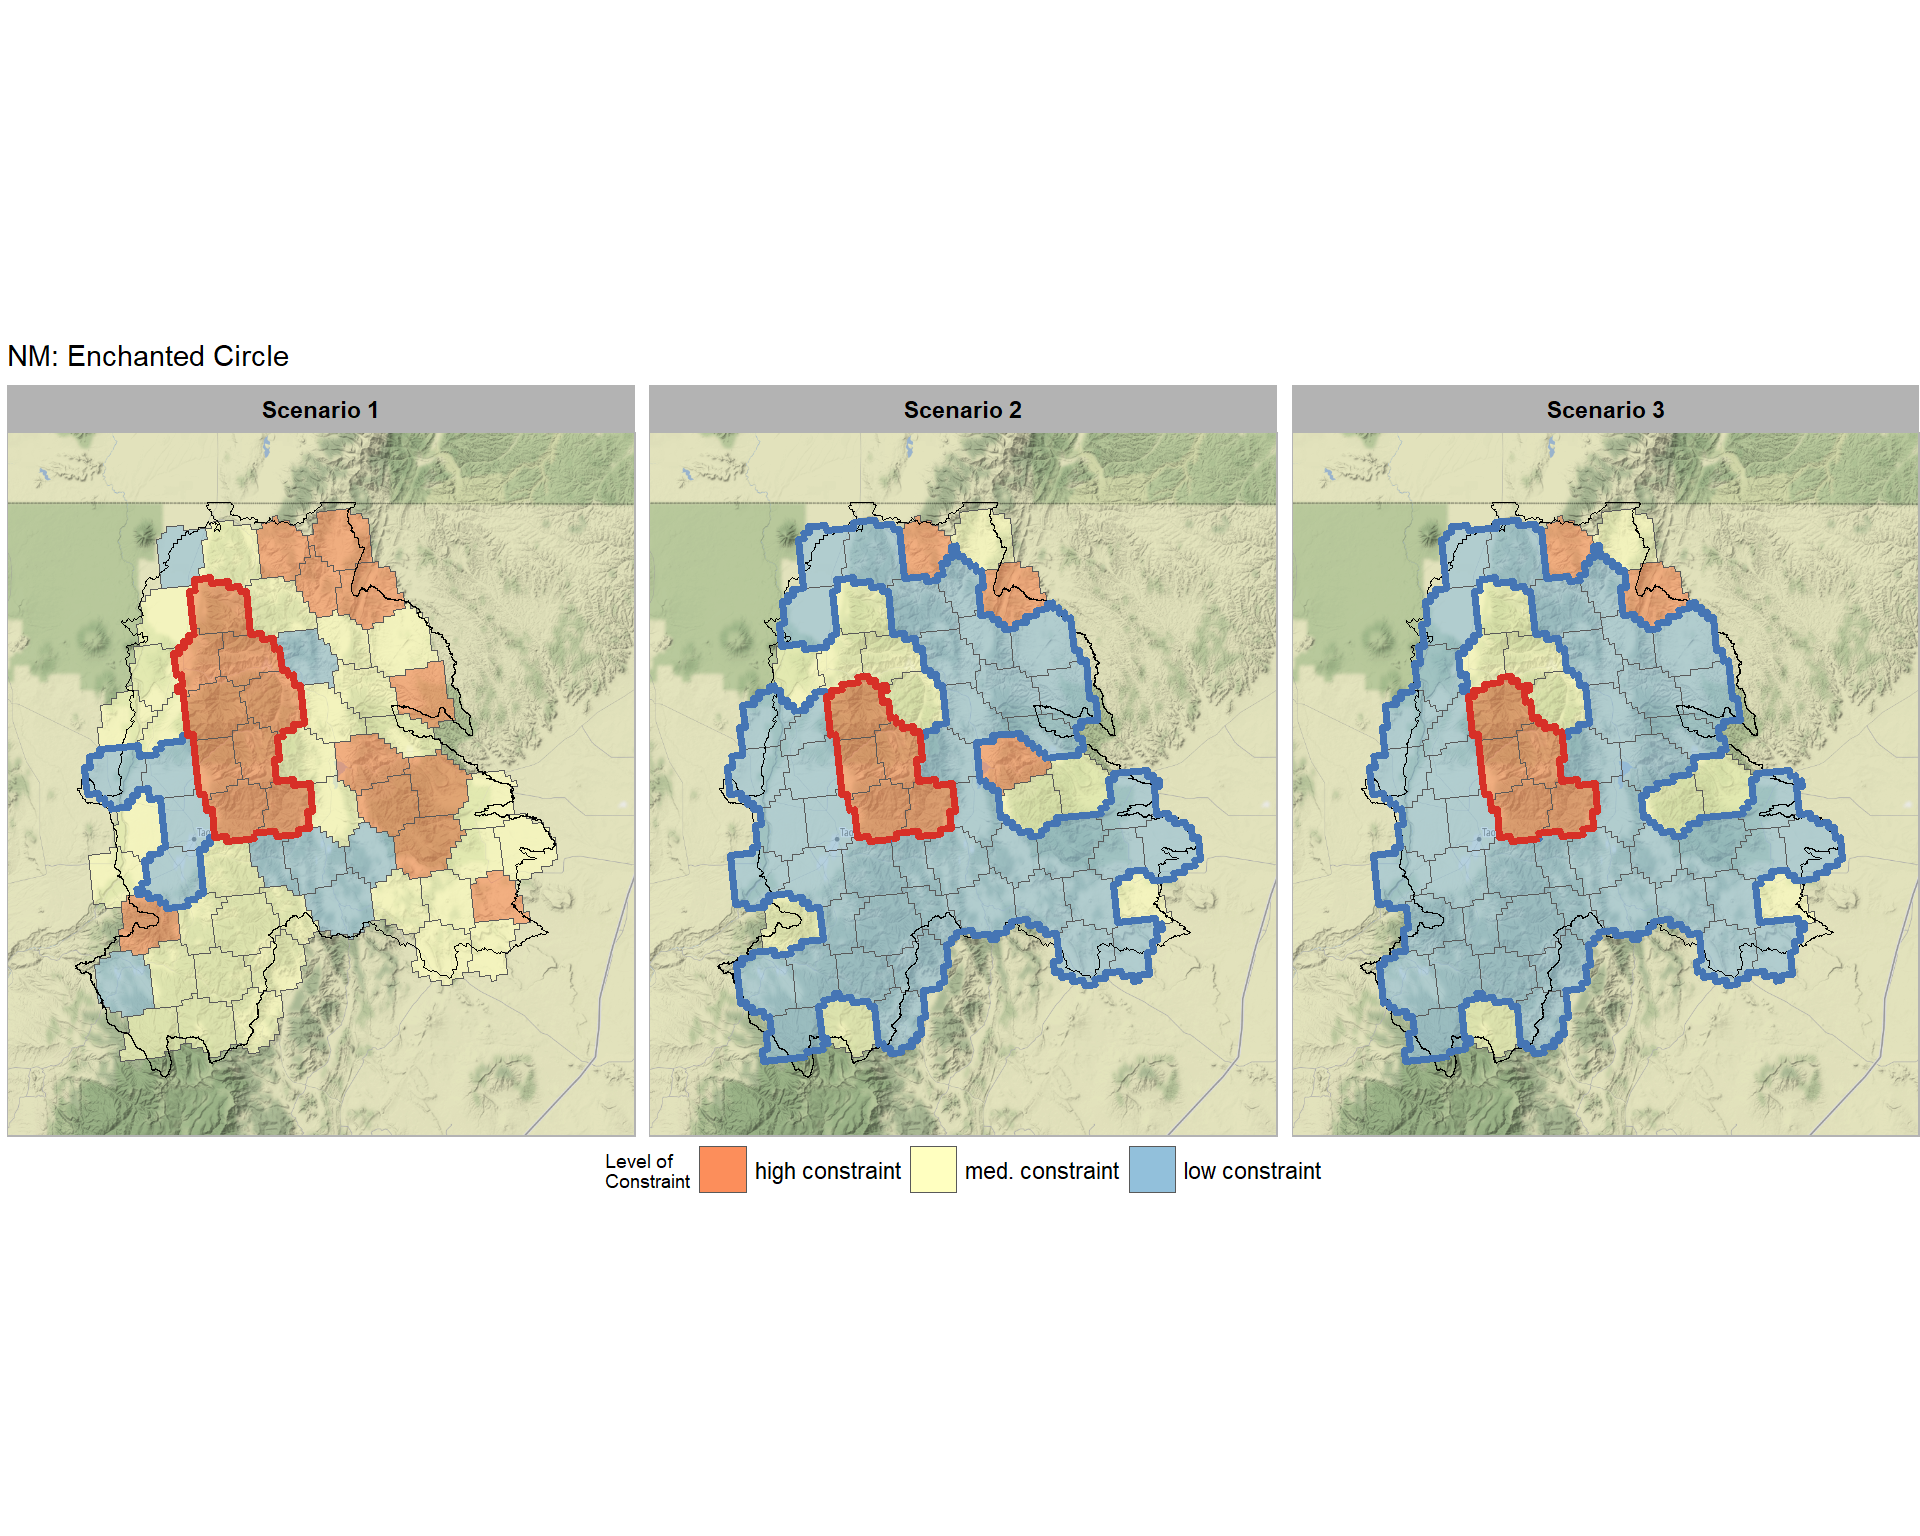 NM: Enchanted Circle
Scenario 1
Scenario 2
Scenario 3
Level of
Constraint
high constraint
med. constraint
low constraint